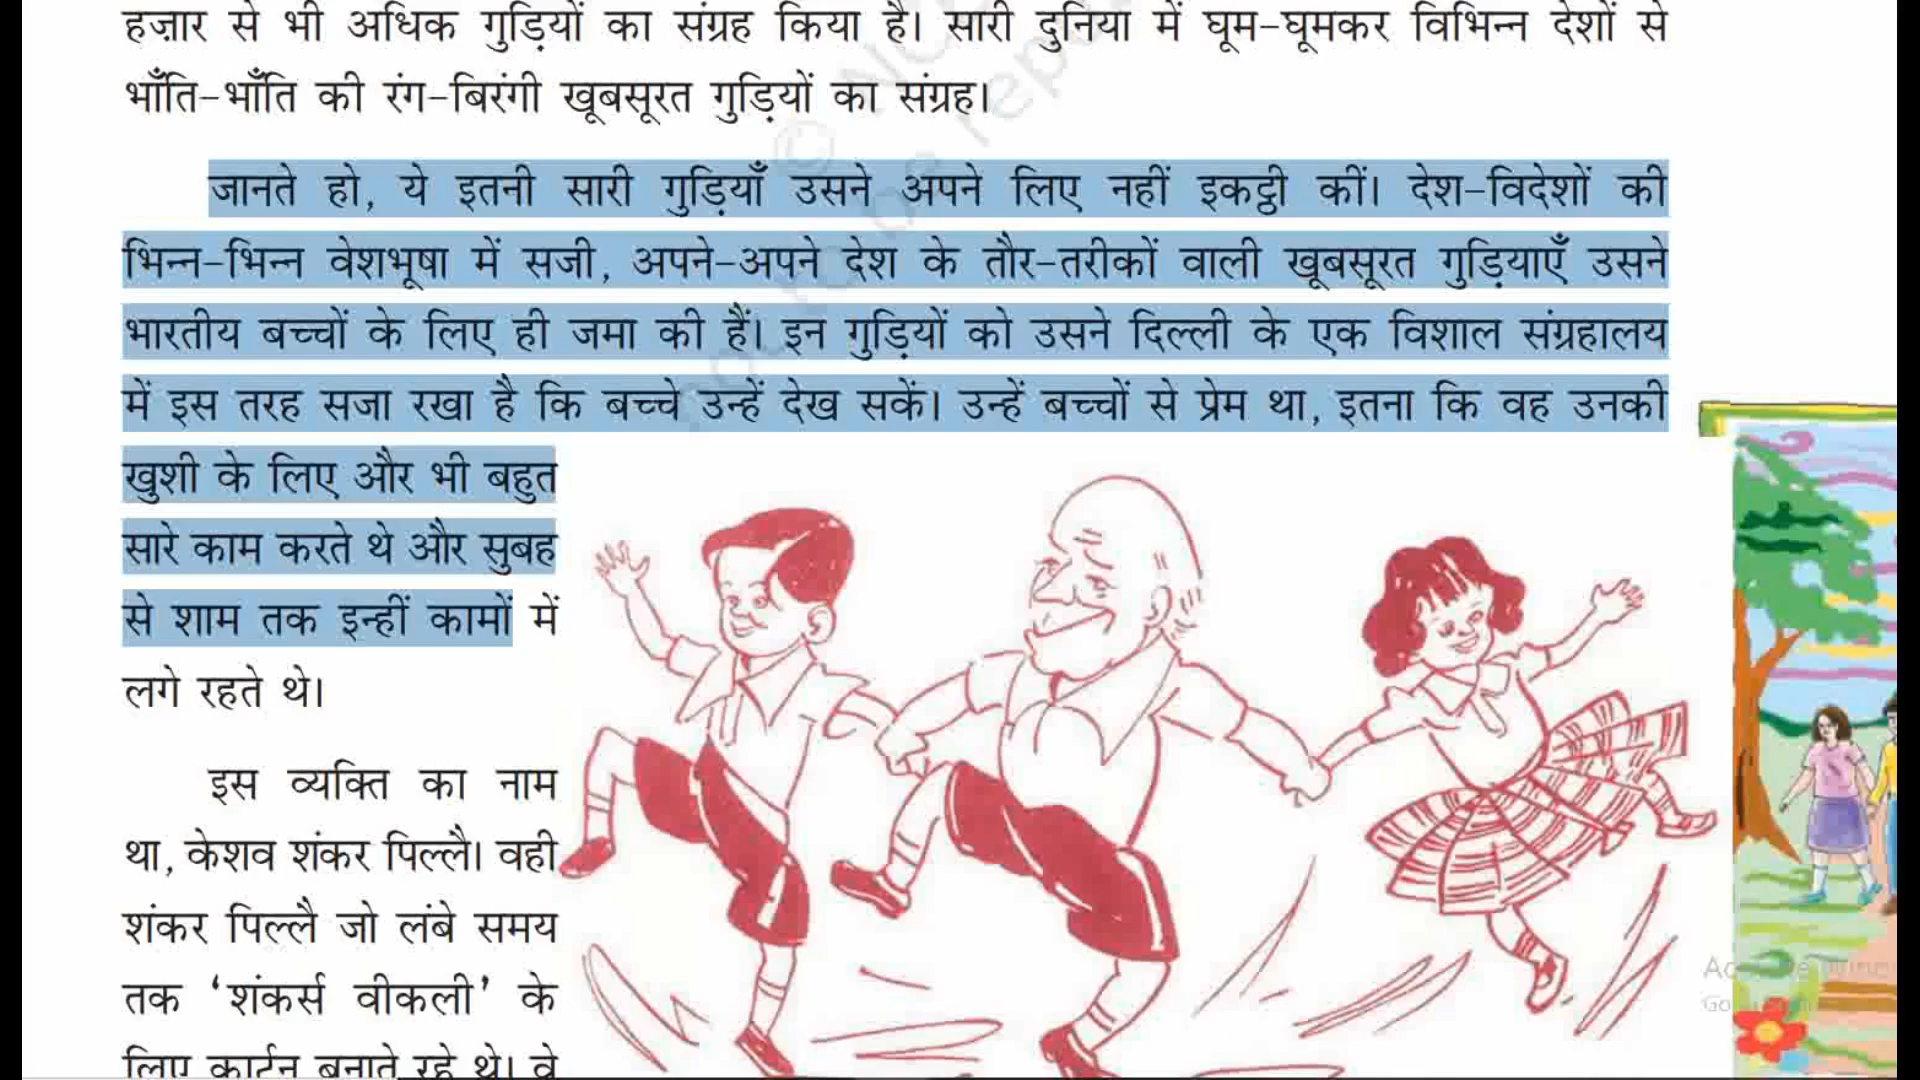 हज़ार से भी अधिक गुड़ियों का संग्रह किया है। सारी दुनिया में घूम-घूमकर विभिन्न देशों से
भाँति-भाँति की रंग-बिरंगी खूबसूरत गुड़ियों का संग्रह।
जानते हो, ये इतनी सारी गुड़ियाँ उसने अपने लिए नहीं इकट्ठी कीं। देश-विदेशों की
भिन्न-भिन्न वेशभूषा में सजी, अपने-अपने देश के तौर-तरीकों वाली खूबसूरत गुड़ियाएँ उसने
भारतीय बच्चों के लिए ही जमा की हैं। इन गुड़ियों को उसने दिल्ली के एक विशाल संग्रहालय
में इस तरह सजा रखा है कि बच्चे उन्हें देख सकें। उन्हें बच्चों से प्रेम था, इतना कि वह उनकी
खुशी के लिए और भी बहुत
सारे काम करते थे और सुबह
से शाम तक इन्हीं कामों में
लगे रहते थे।
इस व्यक्ति का नाम
था, केशव शंकर पिल्लै। वही
शंकर पिल्लै जो लंबे समय
तक ‘शंकर्स वीकली’ के
लिए कार्टून बनाते रहे थे। वे